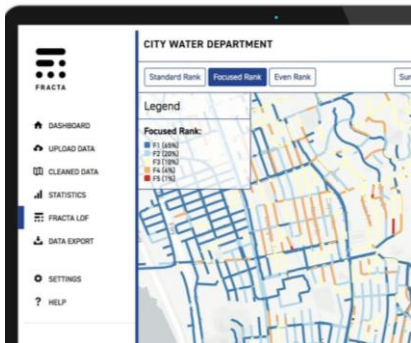 CITY WATER DEPARTMENT
FRACTA
Standard Rank
Focused Rank
Even Rank
Legend
Focused Rank:
F1 (65%)
F2 (20%)
F3 (10%)
F4 (4%)
F5 (1%)
DASHBOARD
UPLOAD DATA
CLEANED DATA
STATISTICS
FRACTA LOF
DATA EXPORT
SETTINGS
HELP